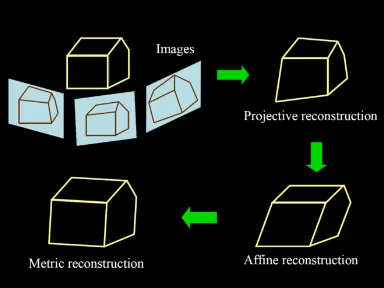 Images
Projective reconstruction
Metric reconstruction
Affine reconstruction